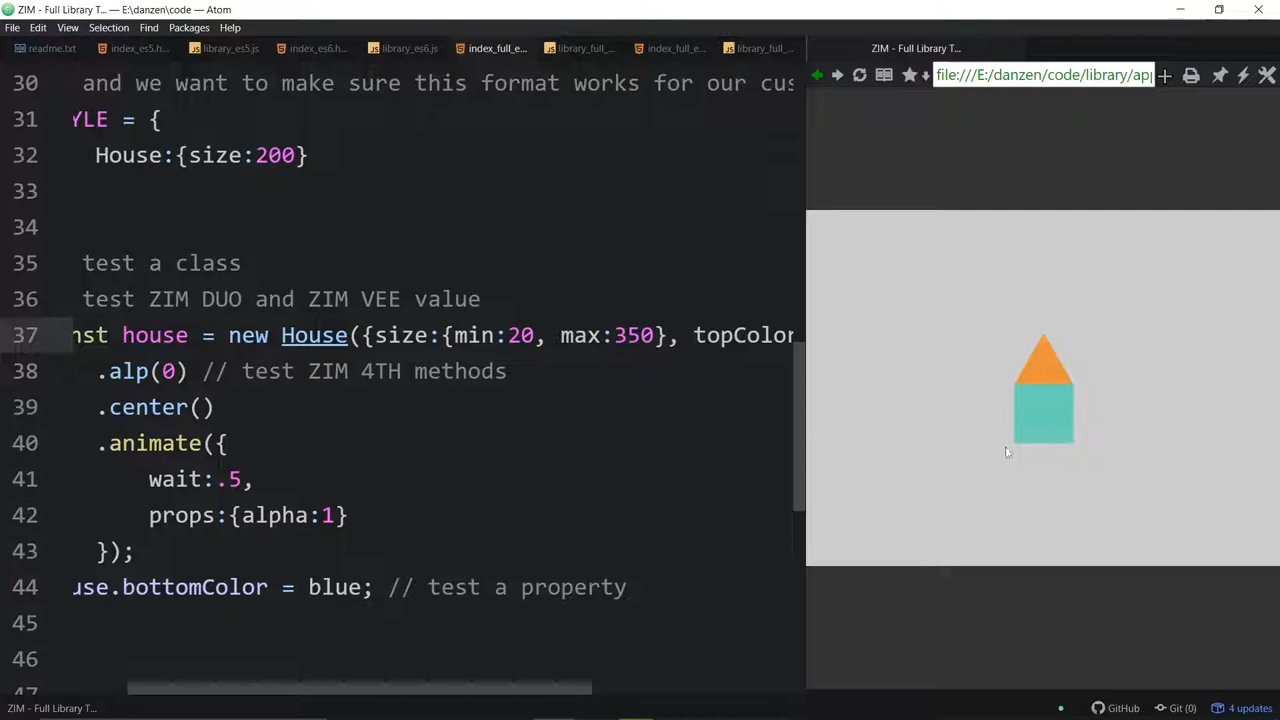 ZIM - Full Library T... — E:\danzen\code — Atom
File Edit View Selection Find Packages Help
readme.txt index_es5.h... library_es5.js index_es6.h... library_es6.js index_full_e... library_full_... index_full_e... library_full_... ZIM - Full Library T...
file:///E:/danzen/code/library/app
30 and we want to make sure this format works for our cus
31 YLE = {
32 House:{size:200}
33
34
35 test a class
36 test ZIM DUO and ZIM VEE value
37 nst house = new House({size:{min:20, max:350}, topColor
38 .alp(0) // test ZIM 4TH methods
39 .center()
40 .animate({
41 wait:.5,
42 props:{alpha:1}
43 });
44 use.bottomColor = blue; // test a property
45
46
47
ZIM - Full Library T... GitHub Git (0) 4 updates